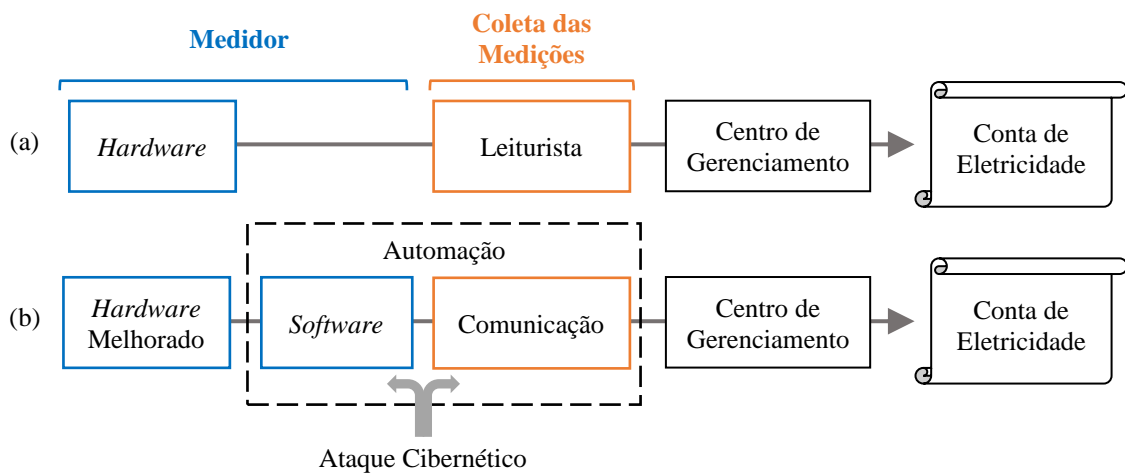 Medidor
Coleta das
Medições
(a)
Hardware
Leiturista
Centro de
Gerenciamento
Conta de
Eletricidade
Automação
(b)
Hardware
Melhorado
Software
Comunicação
Centro de
Gerenciamento
Conta de
Eletricidade
Ataque Cibernético